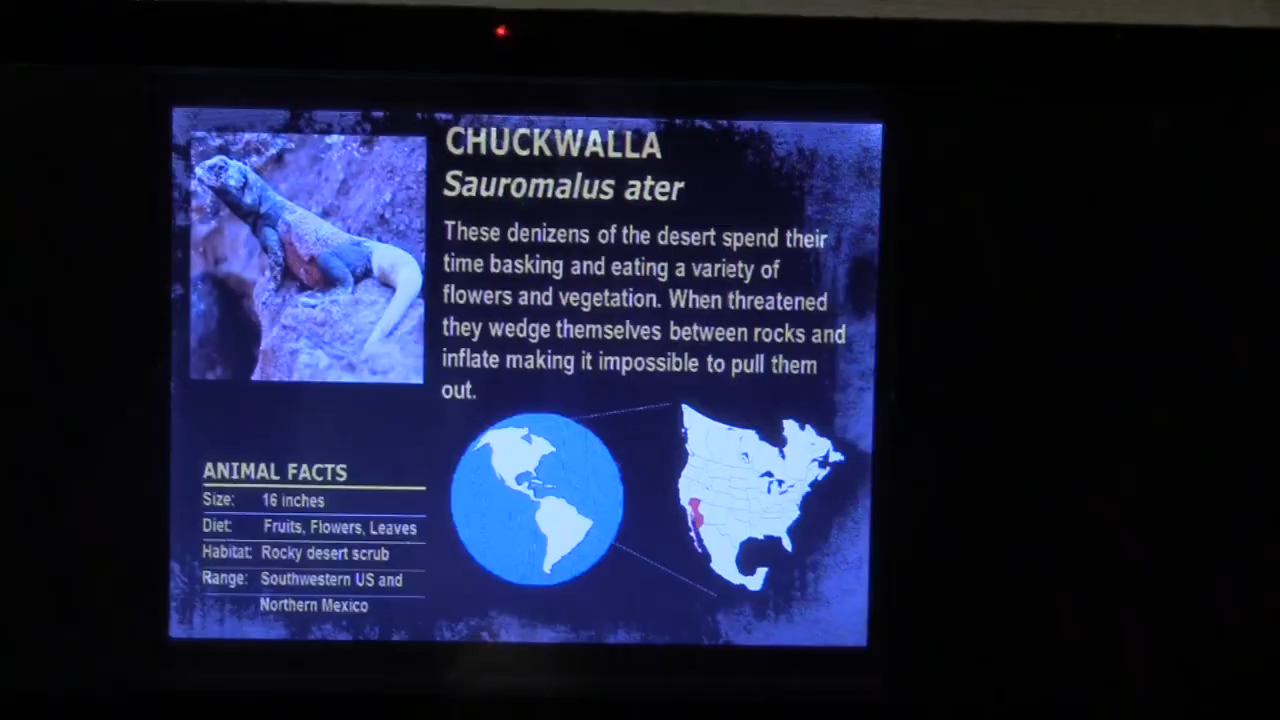 CHUCKWALLA
Sauromalus ater
These denizens of the desert spend their
time basking and eating a variety of
flowers and vegetation. When threatened
they wedge themselves between rocks and
inflate making it impossible to pull them
out.
ANIMAL FACTS
Size: 16 inches
Diet: Fruits, Flowers, Leaves
Habitat: Rocky desert scrub
Range: Southwestern US and
Northern Mexico